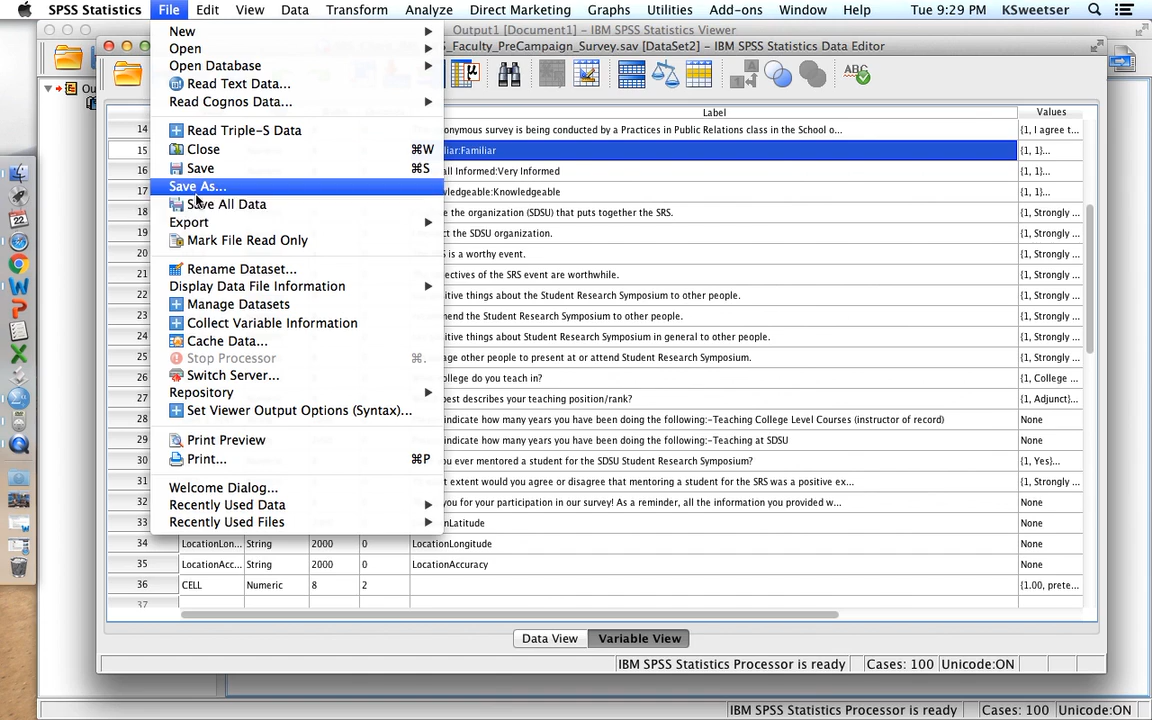 SPSS Statistics File Edit View Data Transform Analyze Direct Marketing Graphs Utilities Add-ons Window Help Tue 9:29 PM KSweetser
Output1 [Document1] - IBM SPSS Statistics Viewer
S_Faculty_PreCampaign_Survey.sav [DataSet2] - IBM SPSS Statistics Data Editor
New
Open
Open Database
Read Text Data...
Read Cognos Data...
Read Triple-S Data
Close ⌘W
Save ⌘S
Save As...
Save All Data
Export
Mark File Read Only
Rename Dataset...
Display Data File Information
Manage Datasets
Collect Variable Information
Cache Data...
Stop Processor ⌘.
Switch Server...
Repository
Set Viewer Output Options (Syntax)...
Print Preview
Print... ⌘P
Welcome Dialog...
Recently Used Data
Recently Used Files
Ou
Label Values
14 onymous survey is being conducted by a Practices in Public Relations class in the School o... {1, I agree t...
15 liar:Familiar {1, 1}...
16 all Informed:Very Informed {1, 1}...
17 wledgeable:Knowledgeable {1, 1}...
18 e the organization (SDSU) that puts together the SRS. {1, Strongly ...
19 ct the SDSU organization. {1, Strongly ...
20 S is a worthy event. {1, Strongly ...
21 ectives of the SRS event are worthwhile. {1, Strongly ...
22 sitive things about the Student Research Symposium to other people. {1, Strongly ...
23 mend the Student Research Symposium to other people. {1, Strongly ...
24 sitive things about Student Research Symposium in general to other people. {1, Strongly ...
25 age other people to present at or attend Student Research Symposium. {1, Strongly ...
26 ollege do you teach in? {1, College ...
27 best describes your teaching position/rank? {1, Adjunct}...
28 indicate how many years you have been doing the following:-Teaching College Level Courses (instructor of record) None
29 indicate how many years you have been doing the following:-Teaching at SDSU None
30 ou ever mentored a student for the SDSU Student Research Symposium? {1, Yes}...
31 t extent would you agree or disagree that mentoring a student for the SRS was a positive ex... {1, Strongly ...
32 you for your participation in our survey! As a reminder, all the information you provided w... None
33 nLatitude None
34 LocationLon... String 2000 0 LocationLongitude None
35 LocationAcc... String 2000 0 LocationAccuracy None
36 CELL Numeric 8 2 {1.00, prete...
37
Data View Variable View
IBM SPSS Statistics Processor is ready Cases: 100 Unicode:ON
IBM SPSS Statistics Processor is ready Cases: 100 Unicode:ON